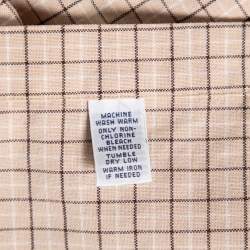 MACHINE
WASH WARM
ONLY NON-
CHLORINE
BLEACH
WHEN NEEDED
TUMBLE
DRY LOW
WARM IRON
IF NEEDED